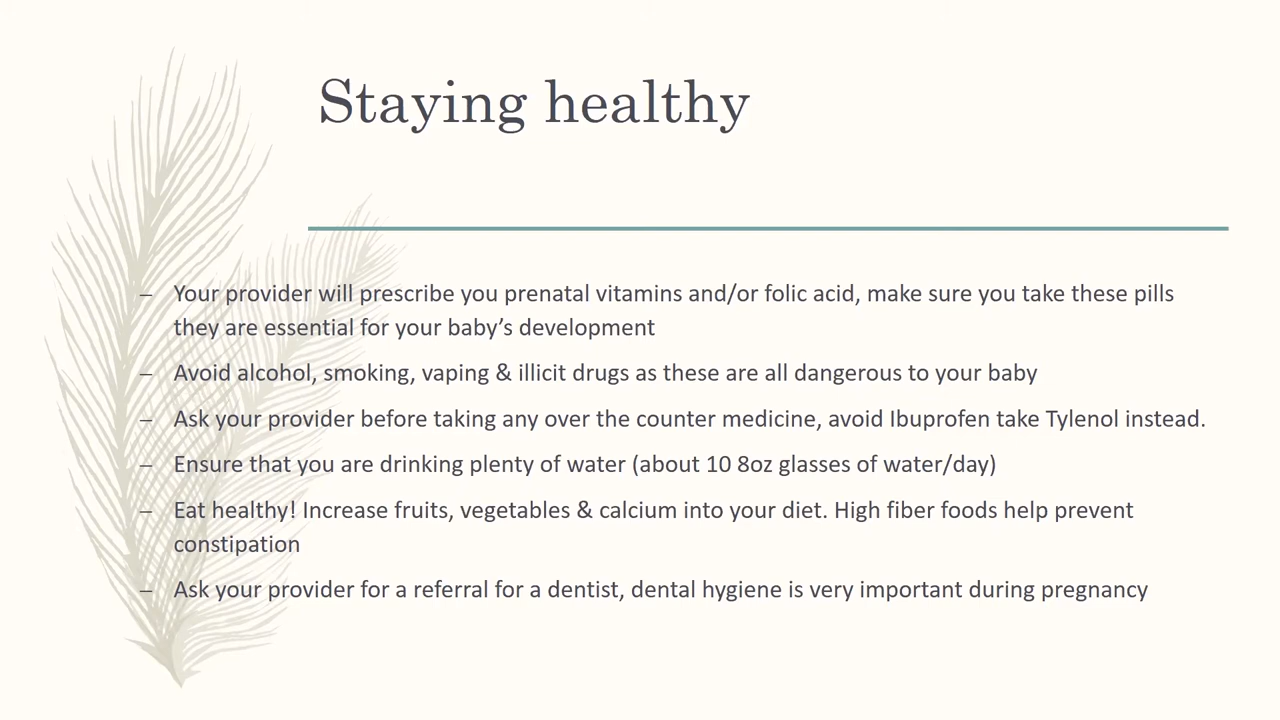 Staying healthy
– Your provider will prescribe you prenatal vitamins and/or folic acid, make sure you take these pills
they are essential for your baby’s development
– Avoid alcohol, smoking, vaping & illicit drugs as these are all dangerous to your baby
– Ask your provider before taking any over the counter medicine, avoid Ibuprofen take Tylenol instead.
– Ensure that you are drinking plenty of water (about 10 8oz glasses of water/day)
– Eat healthy! Increase fruits, vegetables & calcium into your diet. High fiber foods help prevent
constipation
– Ask your provider for a referral for a dentist, dental hygiene is very important during pregnancy